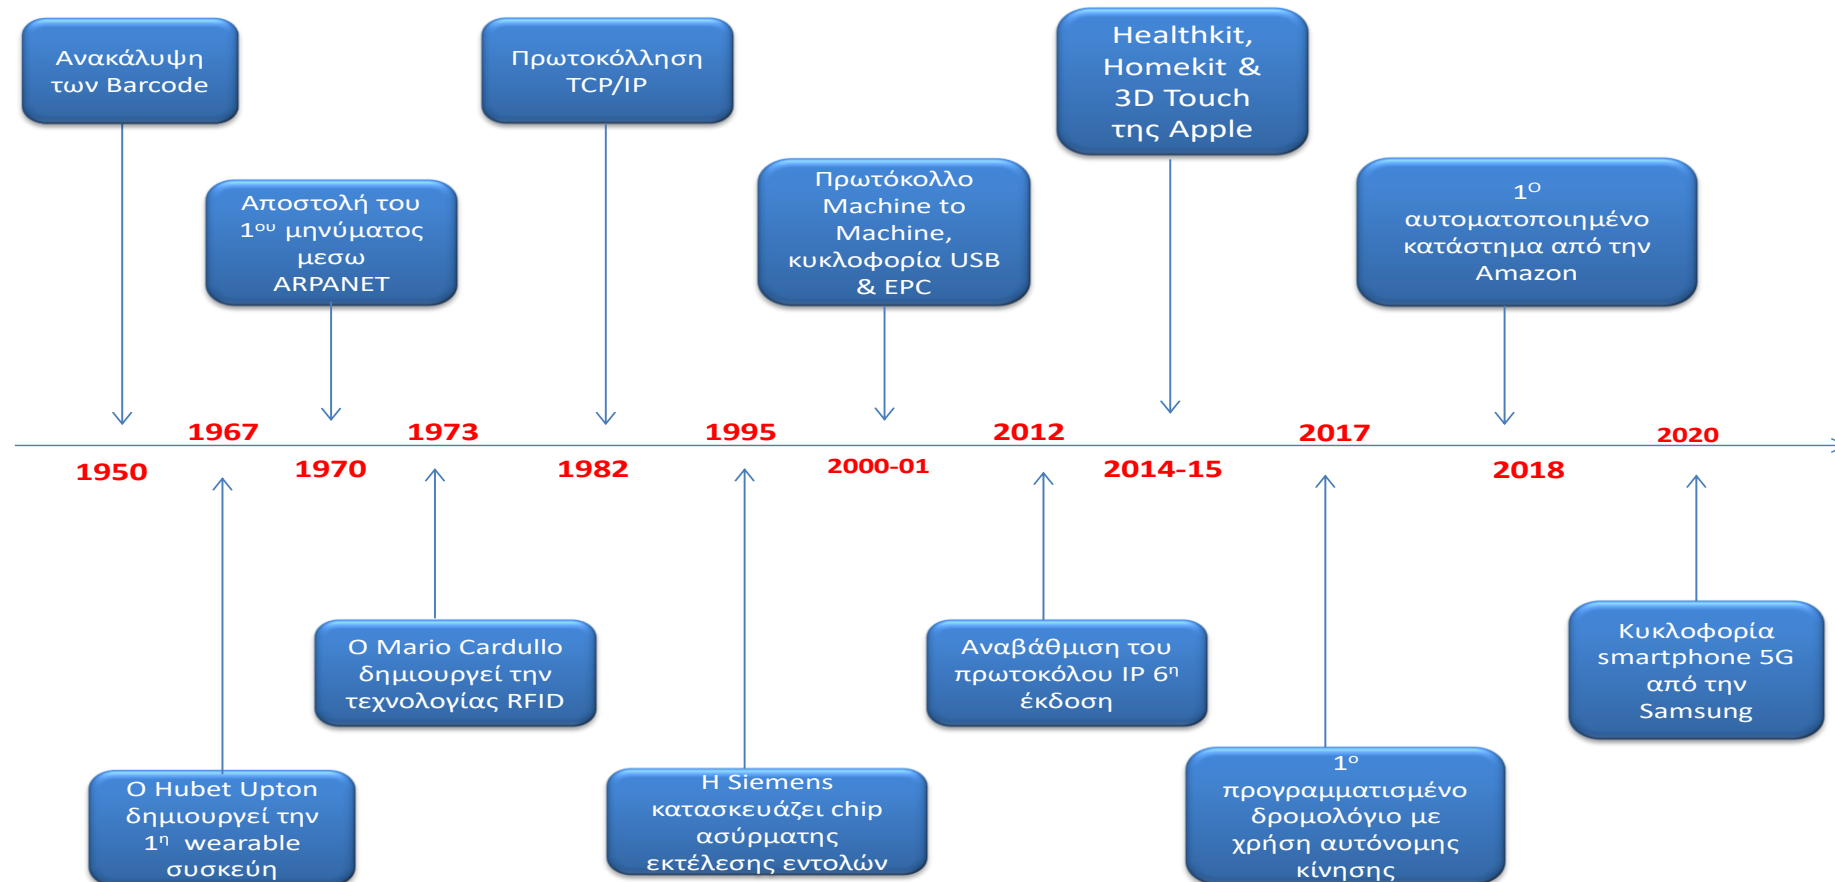 Ανακάλυψη
των Barcode
Πρωτοκόλληση
TCP/IP
Healthkit,
Homekit &
3D Touch
της Apple
Αποστολή του
1ου μηνύματος
μεσω
ARPANET
Πρωτόκολλο
Machine to
Machine,
κυκλοφορία USB
& EPC
1Ο
αυτοματοποιημένο
κατάστημα από την
Amazon
1967
1973
1995
2012
2017
2020
1950
1970
1982
2000-01
2014-15
2018
Ο Mario Cardullo
δημιουργεί την
τεχνολογίας RFID
Αναβάθμιση του
πρωτοκόλου IP 6η
έκδοση
Κυκλοφορία
smartphone 5G
από την
Samsung
Ο Hubet Upton
δημιουργεί την
1η wearable
συσκεύη
Η Siemens
κατασκευάζει chip
ασύρματης
εκτέλεσης εντολών
1ο
προγραμματισμένο
δρομολόγιο με
χρήση αυτόνομης
κίνησης